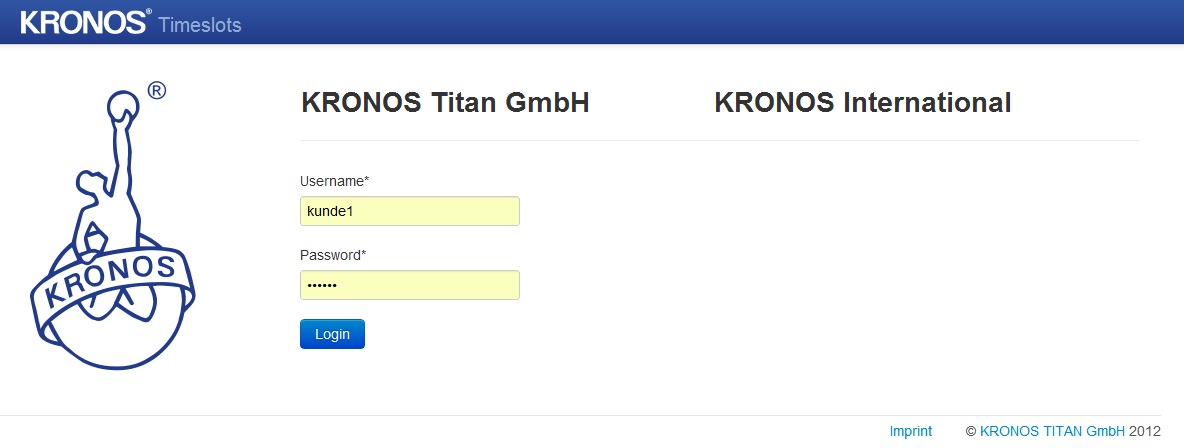 KRONOS® Timeslots
®
KRONOS Titan GmbH KRONOS International
Username*
kunde1
Password*
••••••
KRONOS
Login
Imprint © KRONOS TITAN GmbH 2012